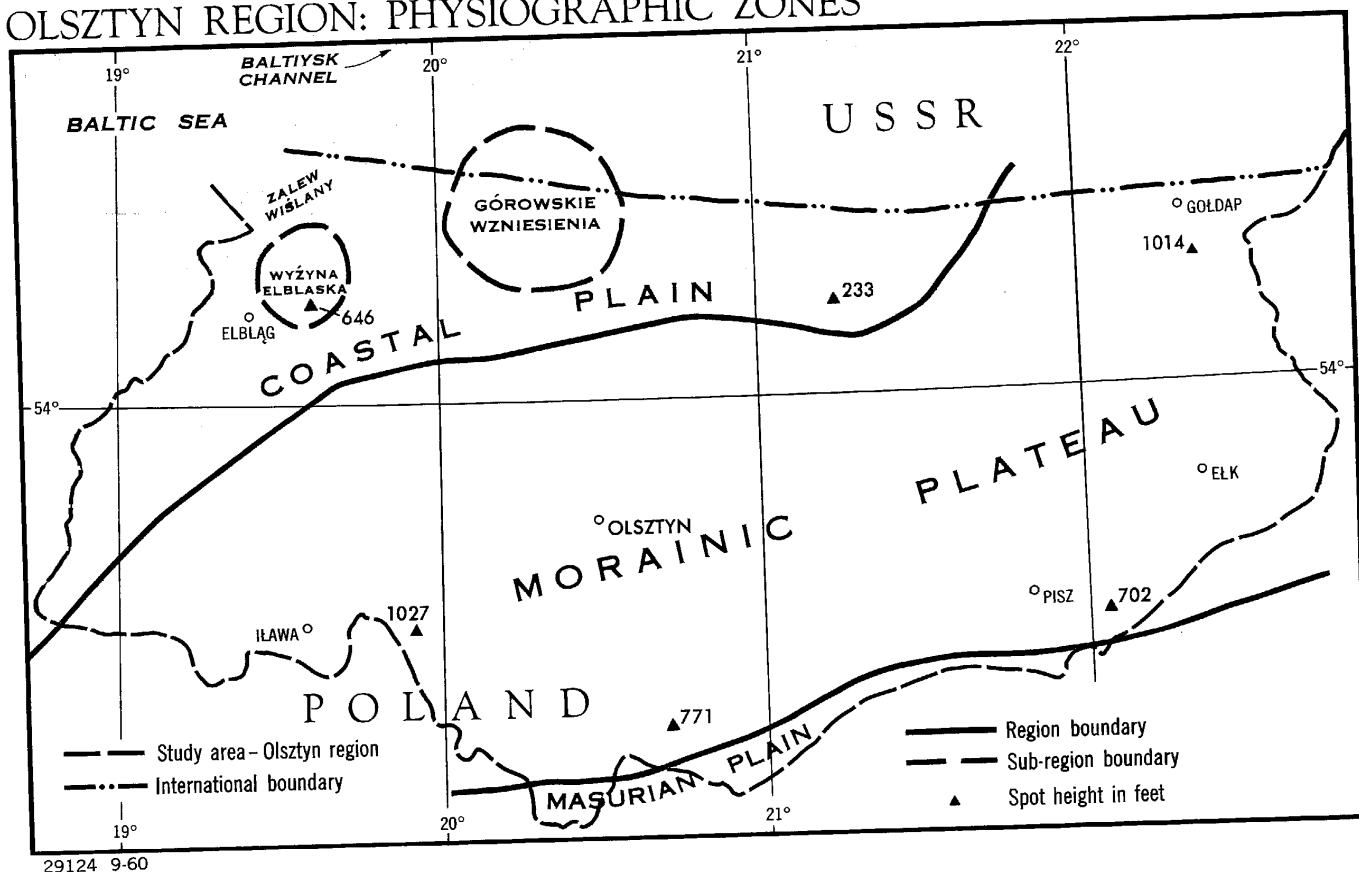 OLSZTYN REGION: PHYSIOGRAPHIC ZONES
19°
BALTIYSK
CHANNEL
20°
21°
22°
BALTIC SEA
USSR
ZALEW
WIŚLANY
GÓROWSKIE
WZNIESIENIA
GOŁDAP
1014
WYŹYNA
ELBLASKA
646
ELBLĄG
COASTAL PLAIN
233
54°
54°
MORAINIC PLATEAU
EŁK
OLSZTYN
PISZ
702
1027
IŁAWA
POLAND
771
MASURIAN PLAIN
Study area – Olsztyn region
International boundary
Region boundary
Sub-region boundary
Spot height in feet
19°
20°
21°
29124 9-60